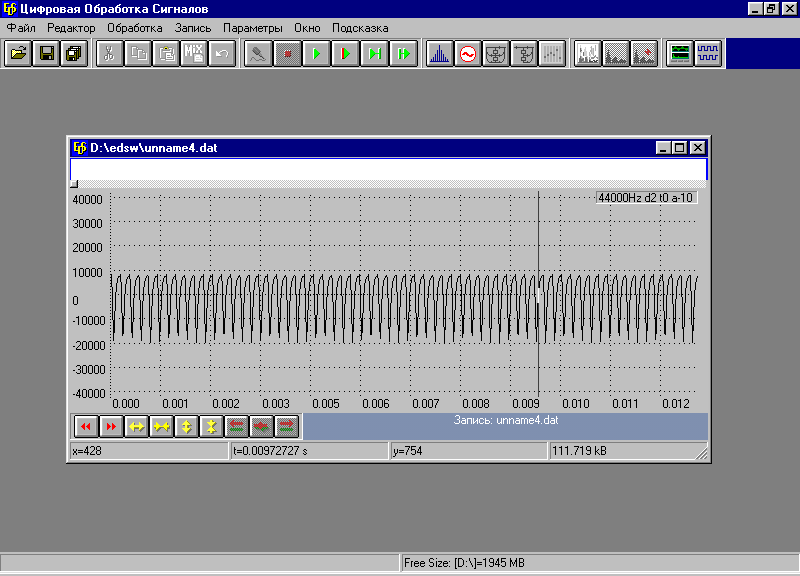 Цифровая Обработка Сигналов
Файл Редактор Обработка Запись Параметры Окно Подсказка
MiX
D:\edsw\unname4.dat
44000Hz d2 t0 a-10
40000
30000
20000
10000
0
-10000
-20000
-30000
-40000
0.000 0.001 0.002 0.003 0.005 0.006 0.007 0.008 0.009 0.010 0.011 0.012
Запись: unname4.dat
x=428 t=0.00972727 s y=754 111.719 kB
Free Size: [D:\]=1945 MB